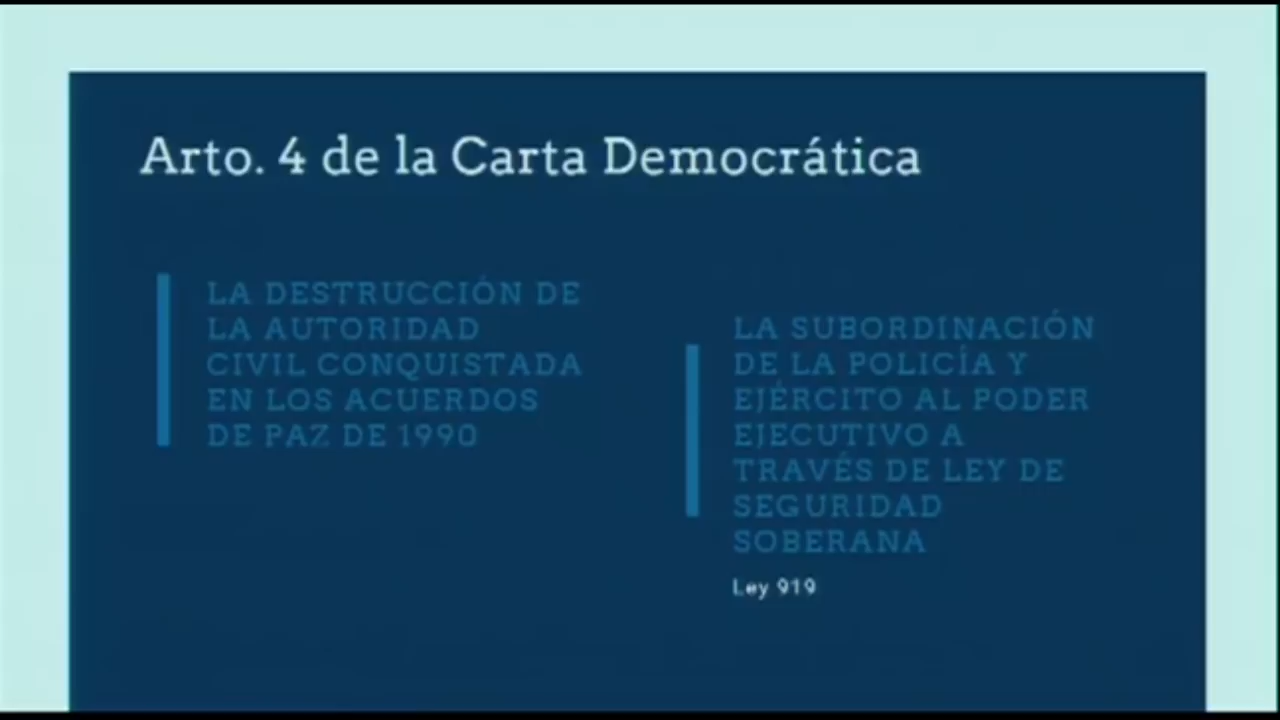 Arto. 4 de la Carta Democrática
LA DESTRUCCIÓN DE
LA AUTORIDAD
CIVIL CONQUISTADA
EN LOS ACUERDOS
DE PAZ DE 1990
LA SUBORDINACIÓN
DE LA POLICÍA Y
EJÉRCITO AL PODER
EJECUTIVO A
TRAVÉS DE LEY DE
SEGURIDAD
SOBERANA
Ley 919